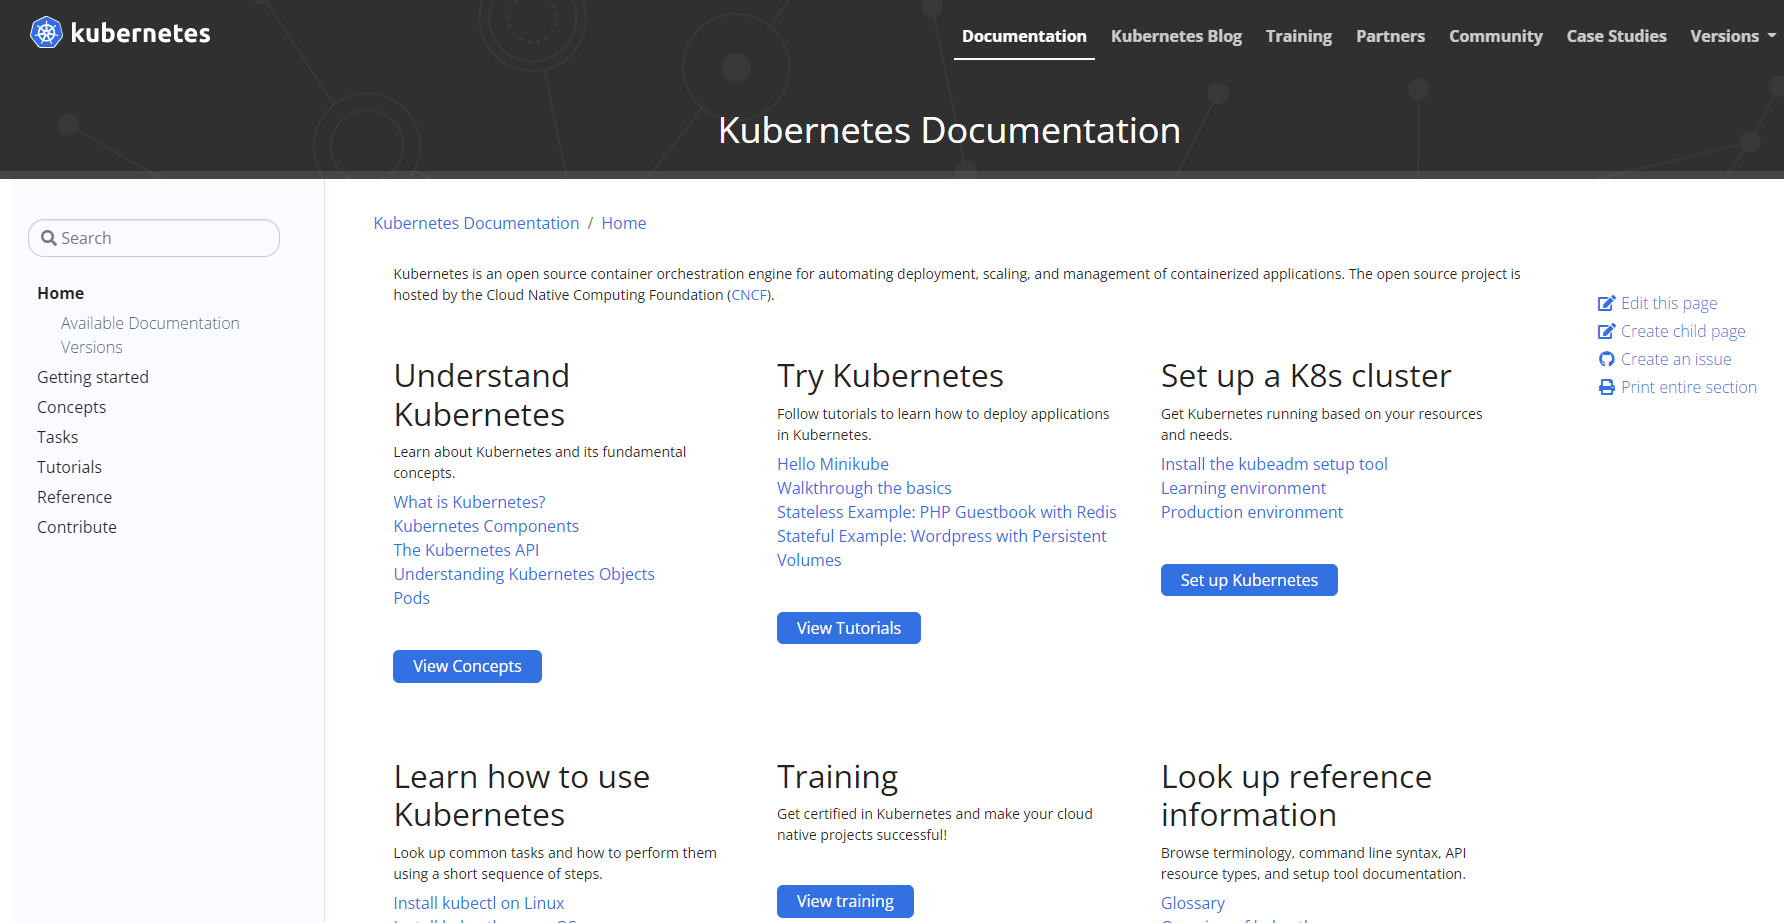 kubernetes
Documentation
Kubernetes Blog
Training
Partners
Community
Case Studies
Versions
Kubernetes Documentation
Search
Home
Available Documentation
Versions
Getting started
Concepts
Tasks
Tutorials
Reference
Contribute
Kubernetes Documentation / Home
Kubernetes is an open source container orchestration engine for automating deployment, scaling, and management of containerized applications. The open source project is
hosted by the Cloud Native Computing Foundation (CNCF).
Understand
Kubernetes
Learn about Kubernetes and its fundamental
concepts.
What is Kubernetes?
Kubernetes Components
The Kubernetes API
Understanding Kubernetes Objects
Pods
View Concepts
Try Kubernetes
Follow tutorials to learn how to deploy applications
in Kubernetes.
Hello Minikube
Walkthrough the basics
Stateless Example: PHP Guestbook with Redis
Stateful Example: Wordpress with Persistent
Volumes
View Tutorials
Set up a K8s cluster
Get Kubernetes running based on your resources
and needs.
Install the kubeadm setup tool
Learning environment
Production environment
Set up Kubernetes
Learn how to use
Kubernetes
Look up common tasks and how to perform them
using a short sequence of steps.
Install kubectl on Linux
Training
Get certified in Kubernetes and make your cloud
native projects successful!
View training
Look up reference
information
Browse terminology, command line syntax, API
resource types, and setup tool documentation.
Glossary
Edit this page
Create child page
Create an issue
Print entire section